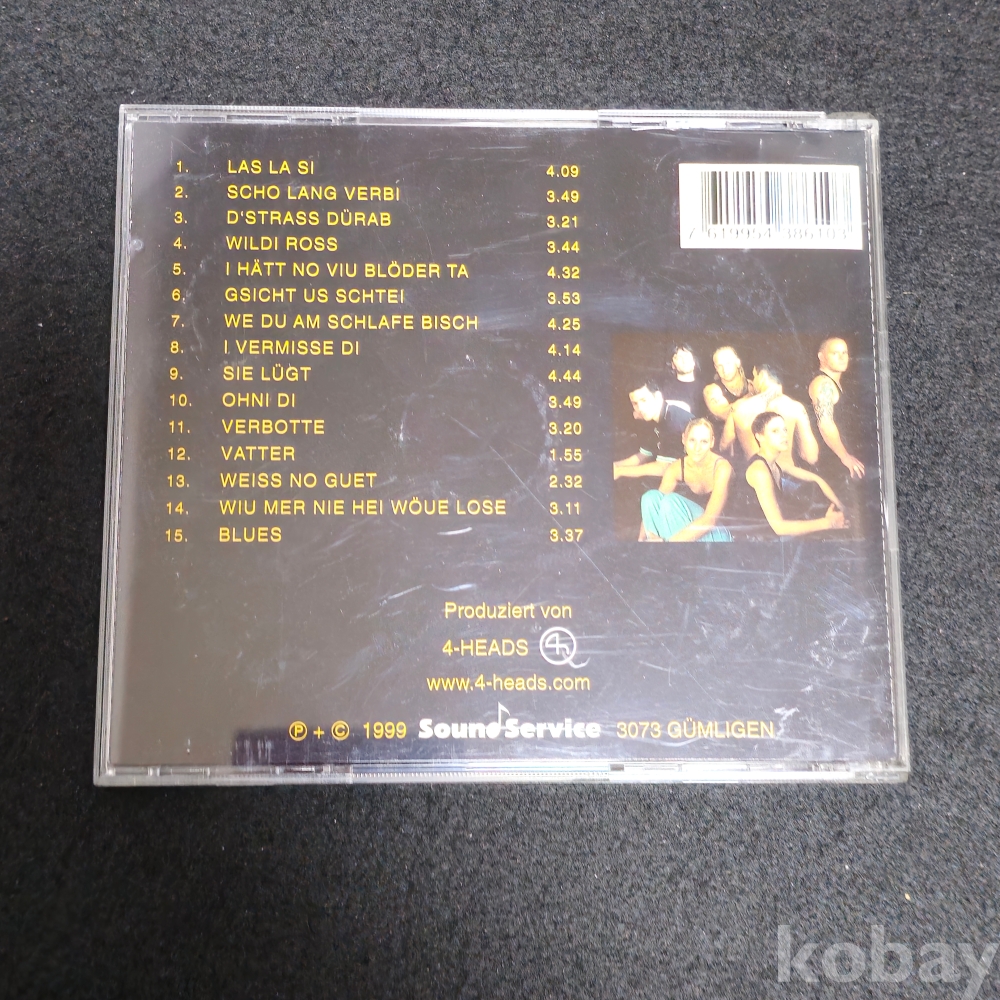 1. LAS LA SI 4.09
2. SCHO LANG VERBI 3.49
3. D'STRASS DÜRAB 3.21
4. WILDI ROSS 3.44
5. I HÄTT NO VIU BLÖDER TA 4.32
6. GSICHT US SCHTEI 3.53
7. WE DU AM SCHLAFE BISCH 4.25
8. I VERMISSE DI 4.14
9. SIE LÜGT 4.44
10. OHNI DI 3.49
11. VERBOTTE 3.20
12. VATTER 1.55
13. WEISS NO GUET 2.32
14. WIU MER NIE HEI WÖUE LOSE 3.11
15. BLUES 3.37
7 619954 386103
Produziert von
4-HEADS
www.4-heads.com
℗ + © 1999 SoundService 3073 GÜMLIGEN
kobay